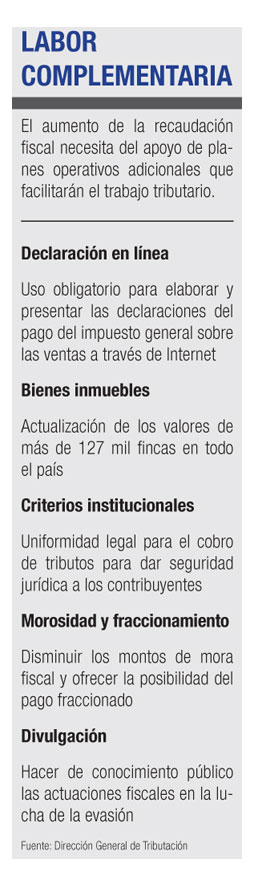 LABOR
COMPLEMENTARIA
El aumento de la recaudación
fiscal necesita del apoyo de pla-
nes operativos adicionales que
facilitarán el trabajo tributario.
Declaración en línea
Uso obligatorio para elaborar y
presentar las declaraciones del
pago del impuesto general sobre
las ventas a través de Internet
Bienes inmuebles
Actualización de los valores de
más de 127 mil fincas en todo
el país
Criterios institucionales
Uniformidad legal para el cobro
de tributos para dar seguridad
jurídica a los contribuyentes
Morosidad y fraccionamiento
Disminuir los montos de mora
fiscal y ofrecer la posibilidad del
pago fraccionado
Divulgación
Hacer de conocimiento público
las actuaciones fiscales en la lu-
cha de la evasión
Fuente: Dirección General de Tributación